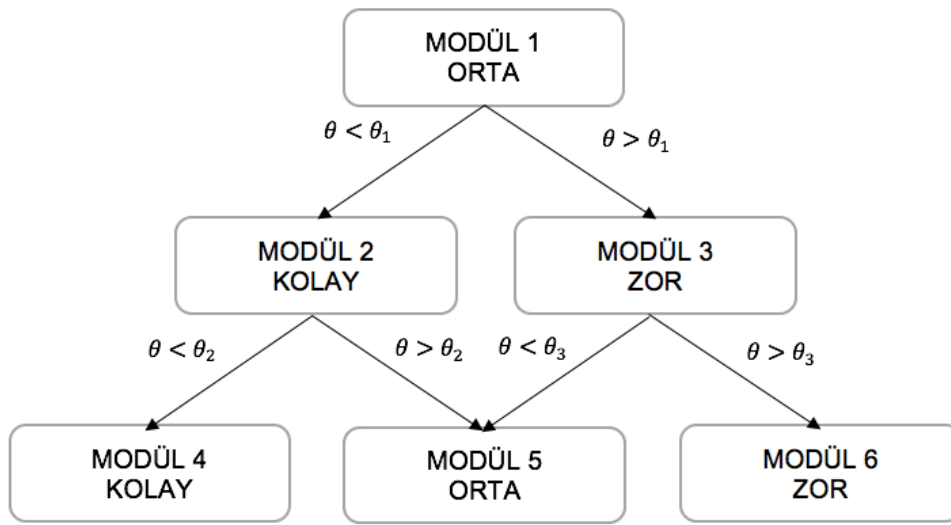 MODÜL 1
ORTA
θ < θ₁
θ > θ₁
MODÜL 2
KOLAY
MODÜL 3
ZOR
θ < θ₂
θ > θ₂
θ < θ₃
θ > θ₃
MODÜL 4
KOLAY
MODÜL 5
ORTA
MODÜL 6
ZOR